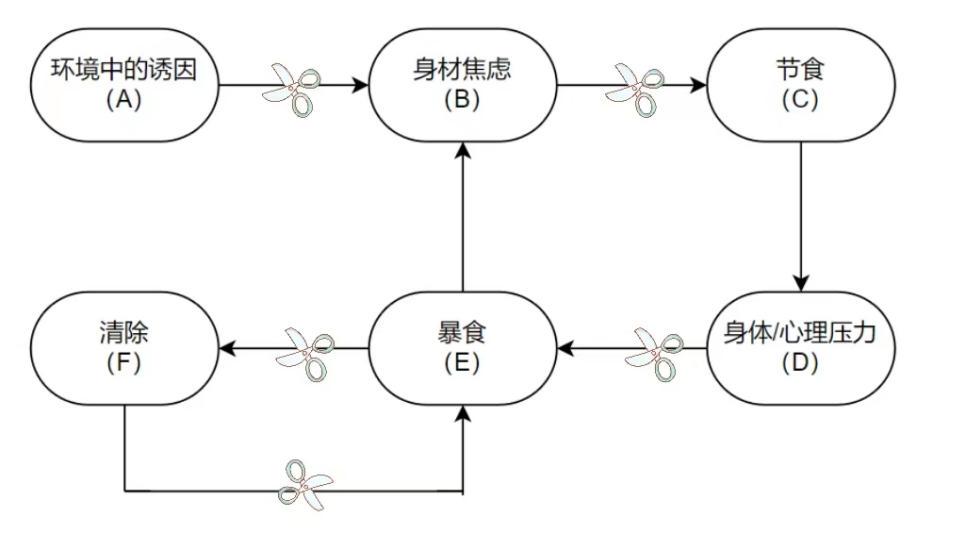 环境中的诱因
（A）
身材焦虑
（B）
节食
（C）
清除
（F）
暴食
（E）
身体/心理压力
（D）